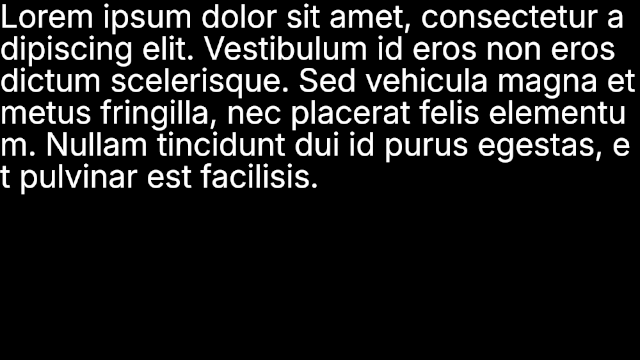 Lorem ipsum dolor sit amet, consectetur a
dipiscing elit. Vestibulum id eros non eros
dictum scelerisque. Sed vehicula magna et
metus fringilla, nec placerat felis elementu
m. Nullam tincidunt dui id purus egestas, e
t pulvinar est facilisis.